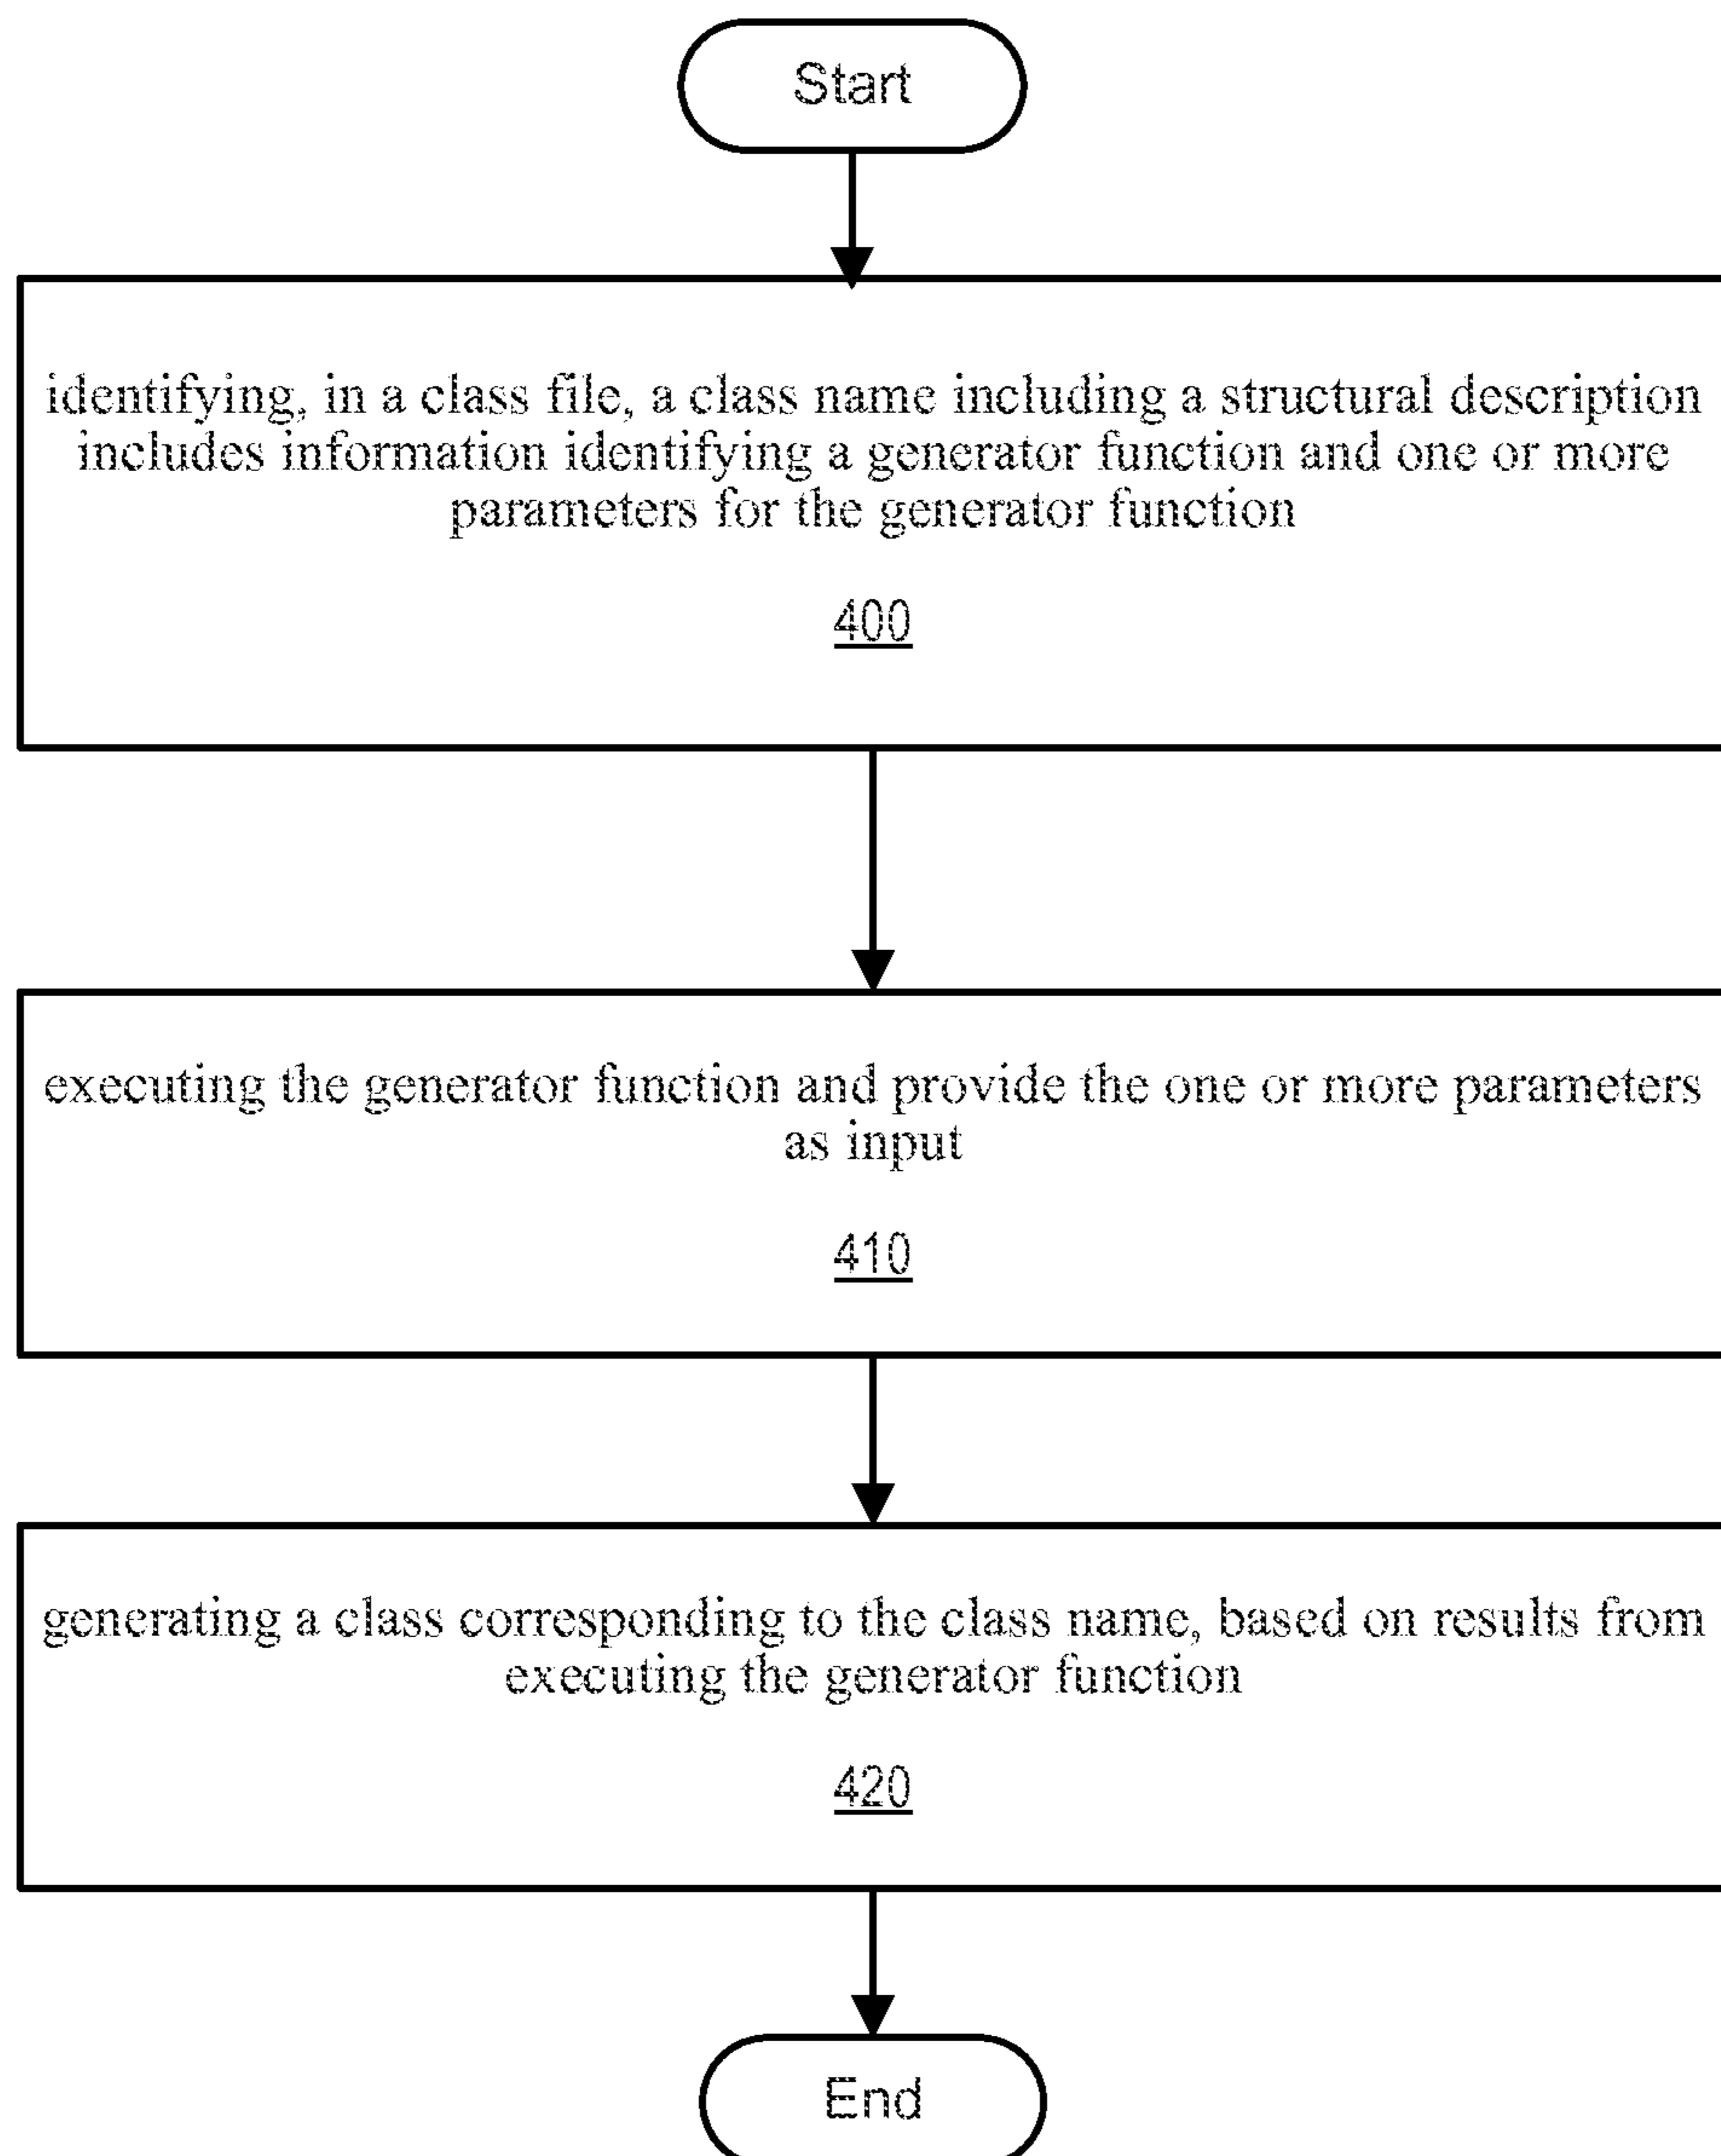 Start
identifying, in a class file, a class name including a structural description
includes information identifying a generator function and one or more
parameters for the generator function
400
executing the generator function and provide the one or more parameters
as input
410
generating a class corresponding to the class name, based on results from
executing the generator function
420
End